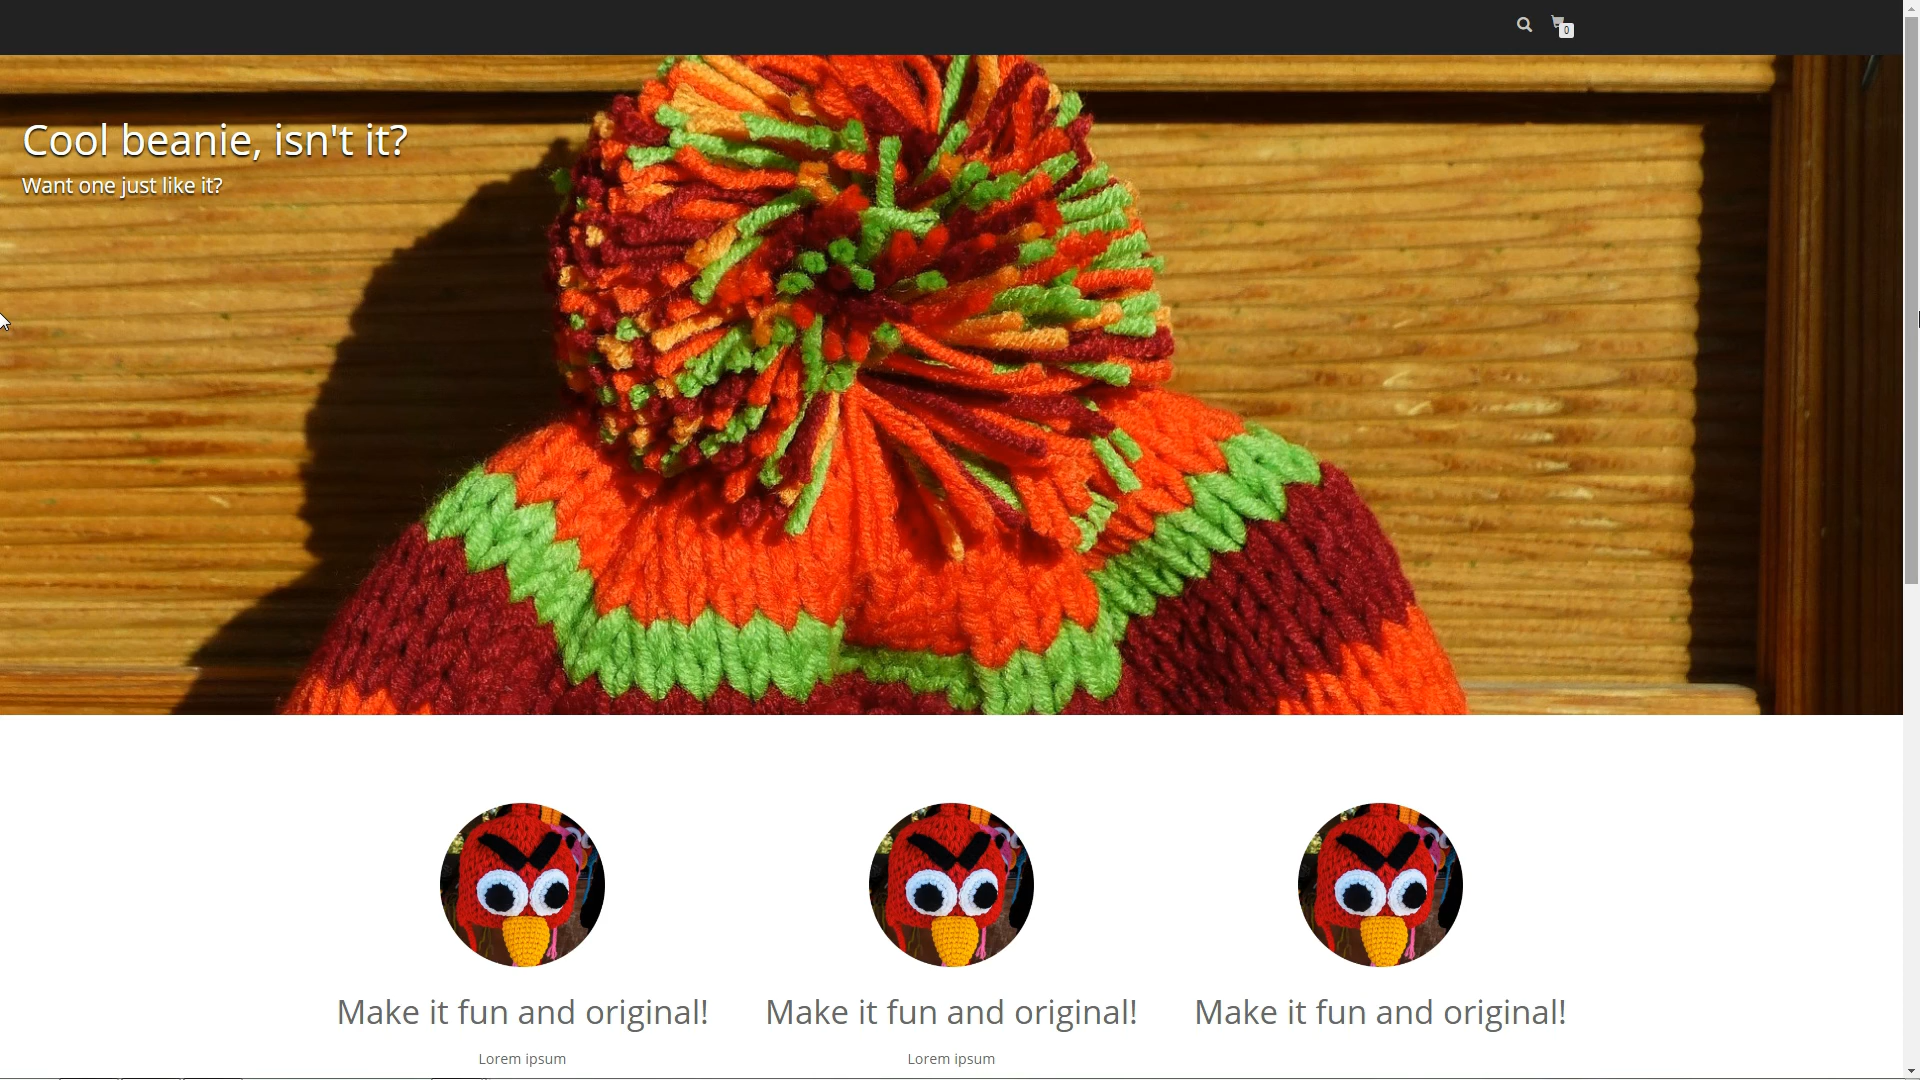 0
Cool beanie, isn't it?
Want one just like it?
Make it fun and original!
Make it fun and original!
Make it fun and original!
Lorem ipsum
Lorem ipsum